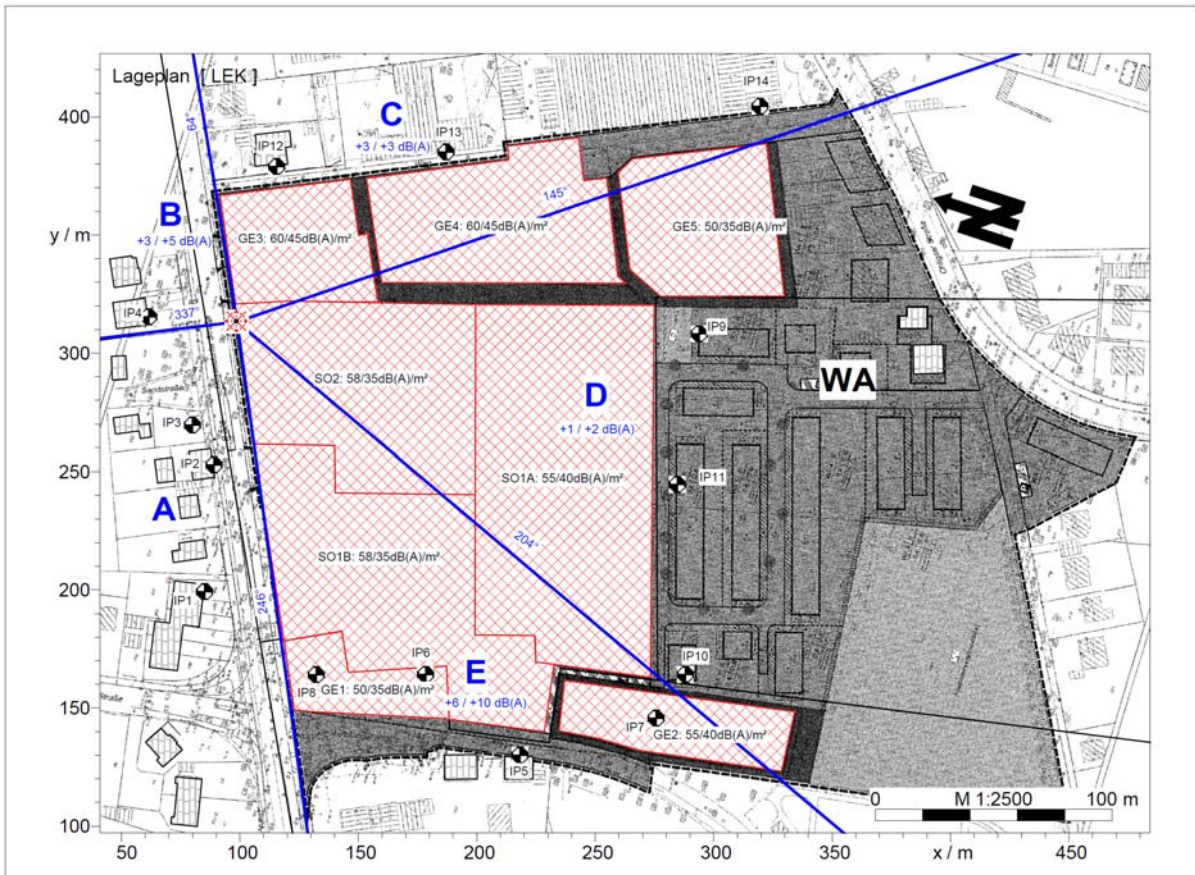 Lageplan [ LEK ]
400
y / m
300
250
200
150
100
50
100
150
200
250
300
350
x / m
450
64°
C
+3 / +3 dB(A)
IP12
IP13
IP14
145°
B
+3 / +5 dB(A)
GE3: 60/45dB(A)/m²
GE4: 60/45dB(A)/m²
GE5: 50/35dB(A)/m²
N
IP4
337°
IP9
SO2: 58/35dB(A)/m²
WA
D
+1 / +2 dB(A)
Sandstraße
IP3
IP2
A
SO1A: 55/40dB(A)/m²
IP11
204°
SO1B: 58/35dB(A)/m²
IP1
246°
IP6
IP8
GE1: 50/35dB(A)/m²
E
+6 / +10 dB(A)
IP10
IP7
GE2: 55/40dB(A)/m²
IP5
straße
0
M 1:2500
100 m